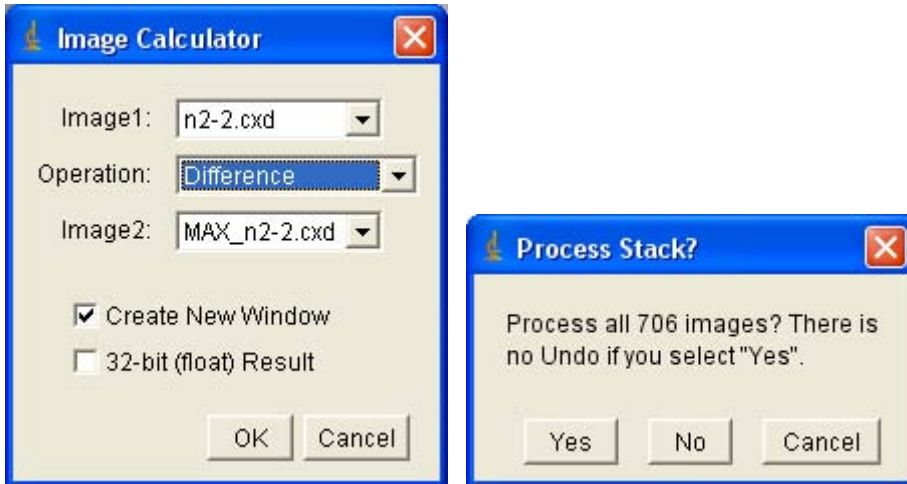 Image Calculator
Image1: n2-2.cxd
Operation: Difference
Image2: MAX_n2-2.cxd
Create New Window
32-bit (float) Result
OK Cancel
Process Stack?
Process all 706 images? There is
no Undo if you select "Yes".
Yes No Cancel